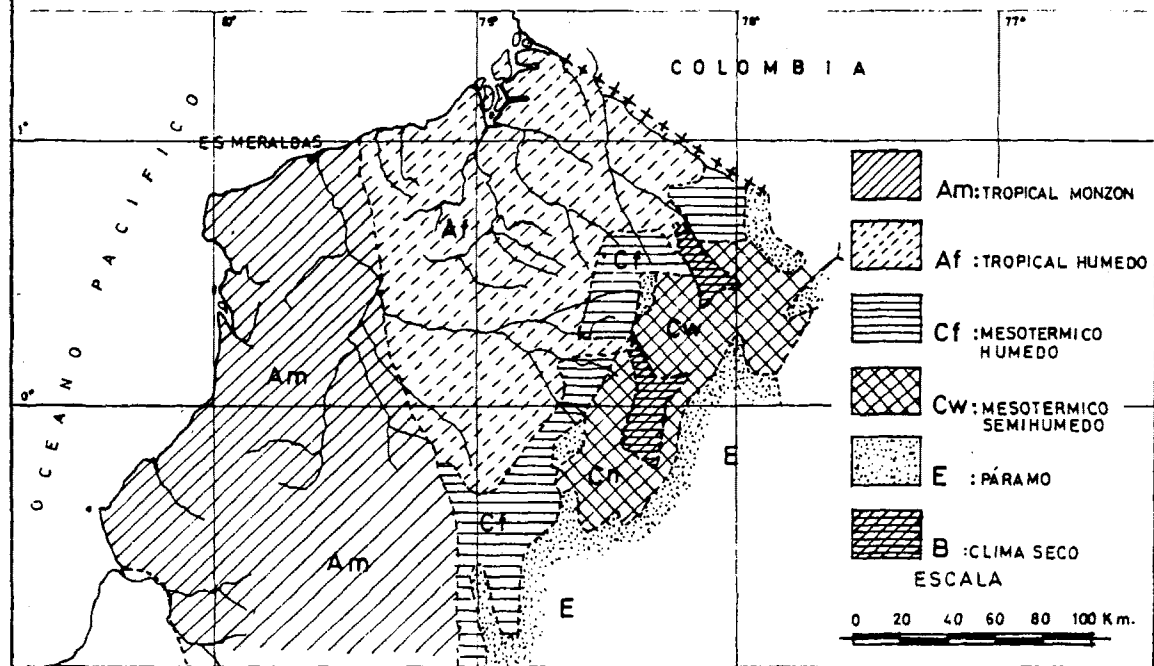 81° 79° 78° 77°
COLOMBIA
OCEANO PACIFICO
1°
ESMERALDAS
Af
Cf
Cw
Am
0°
E
Cn
Cf
Am
E
Am: TROPICAL MONZON
Af : TROPICAL HUMEDO
Cf : MESOTERMICO
HUMEDO
Cw : MESOTERMICO
SEMIHUMEDO
E : PÁRAMO
B : CLIMA SECO
ESCALA
0 20 40 60 80 100 Km.